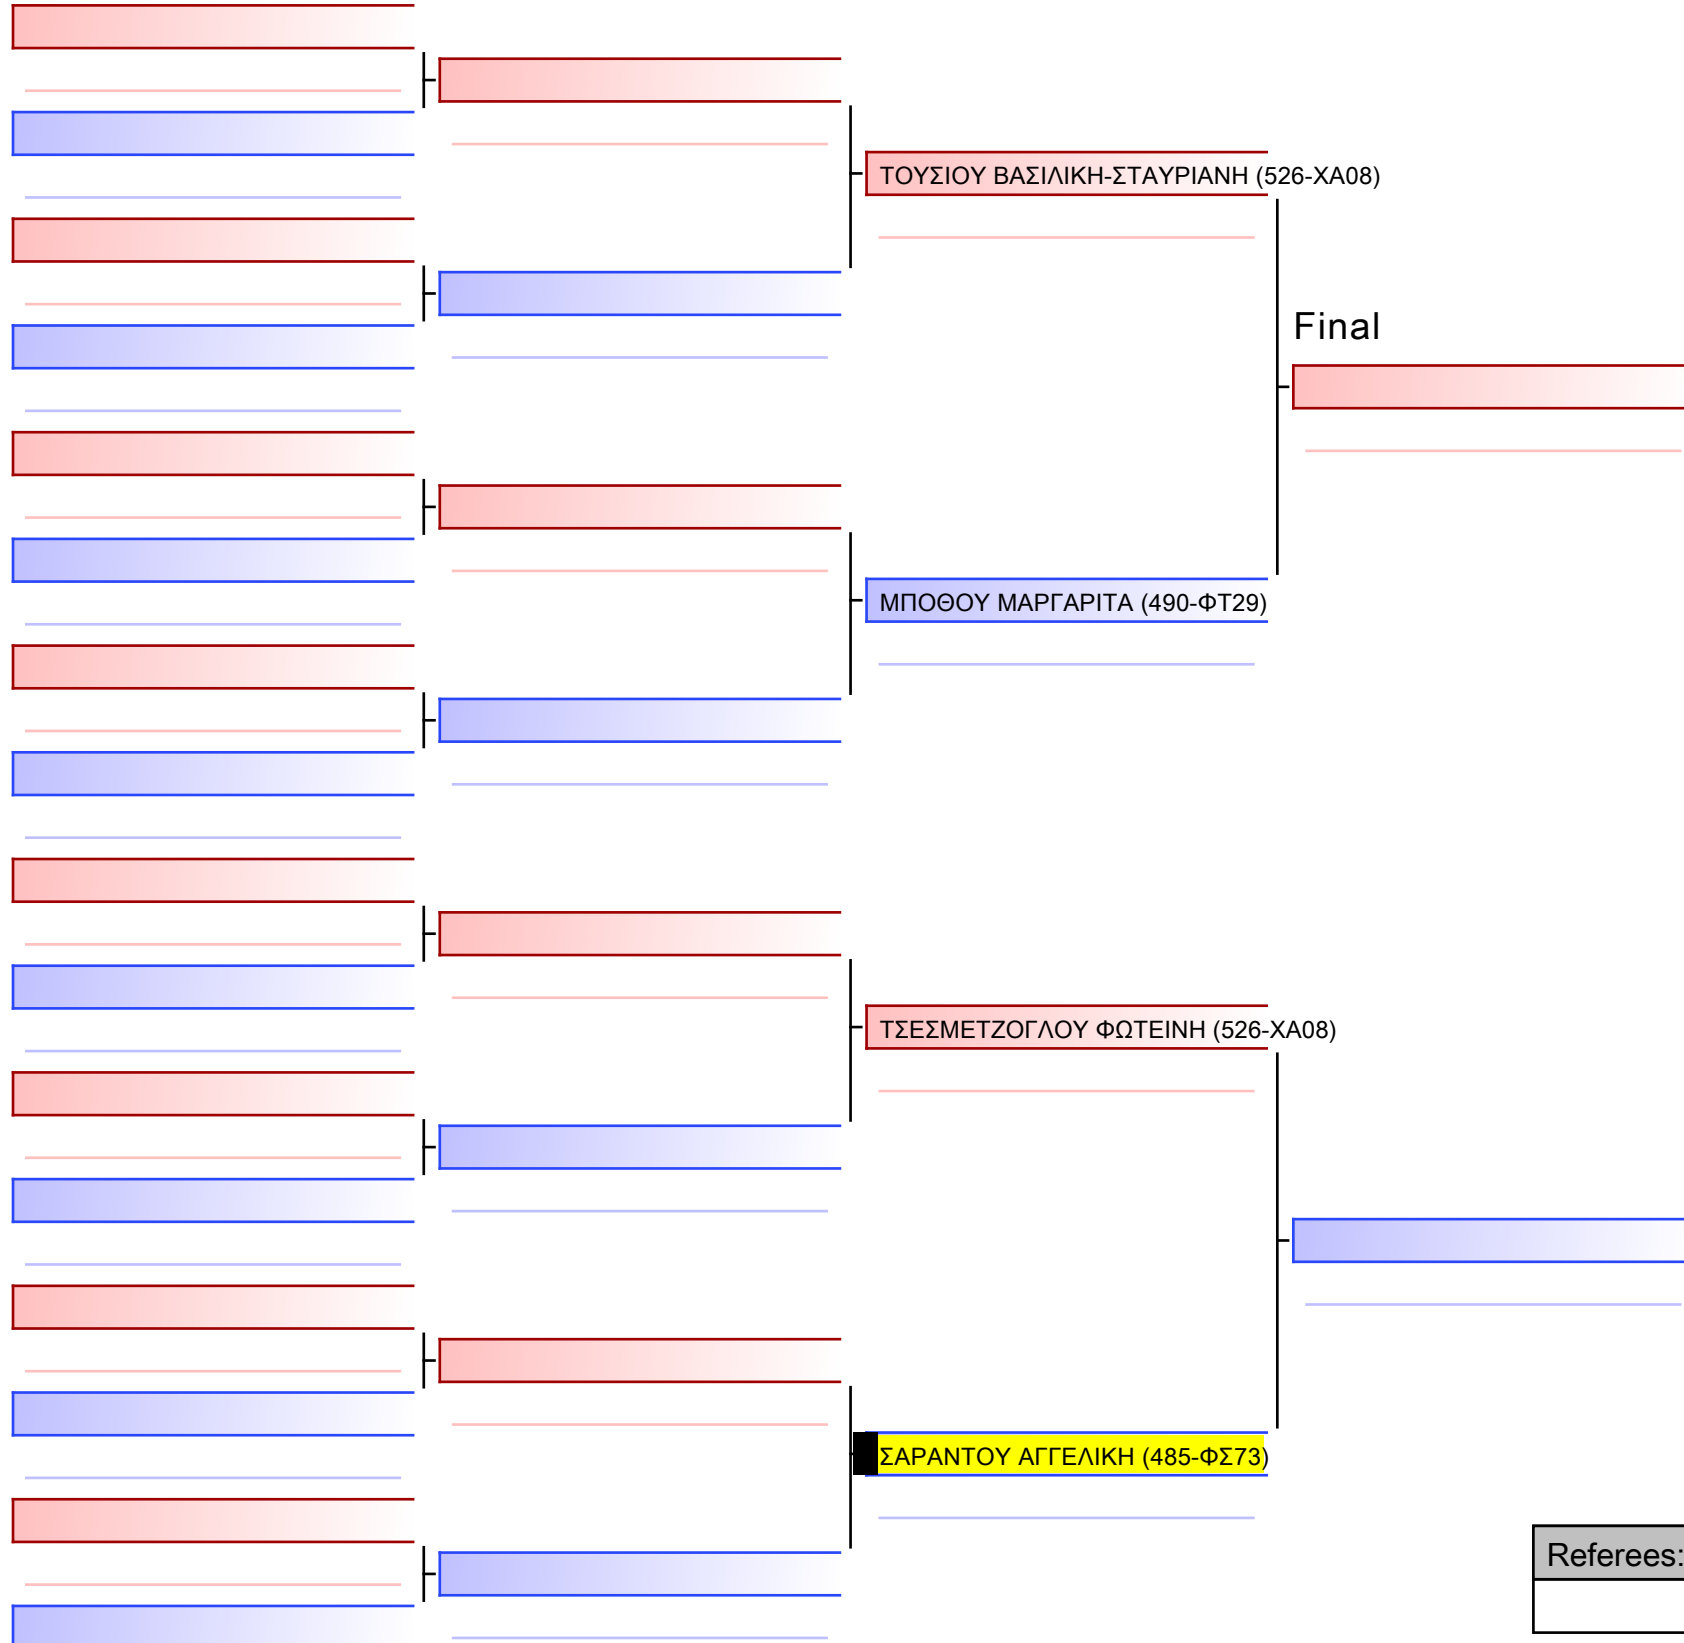 ΤΟΥΣΙΟΥ ΒΑΣΙΛΙΚΗ-ΣΤΑΥΡΙΑΝΗ (526-ΧΑ08)
Final
ΜΠΟΘΟΥ ΜΑΡΓΑΡΙΤΑ (490-ΦΤ29)
ΤΣΕΣΜΕΤΖΟΓΛΟΥ ΦΩΤΕΙΝΗ (526-ΧΑ08)
ΣΑΡΑΝΤΟΥ ΑΓΓΕΛΙΚΗ (485-ΦΣ73)
Referees: